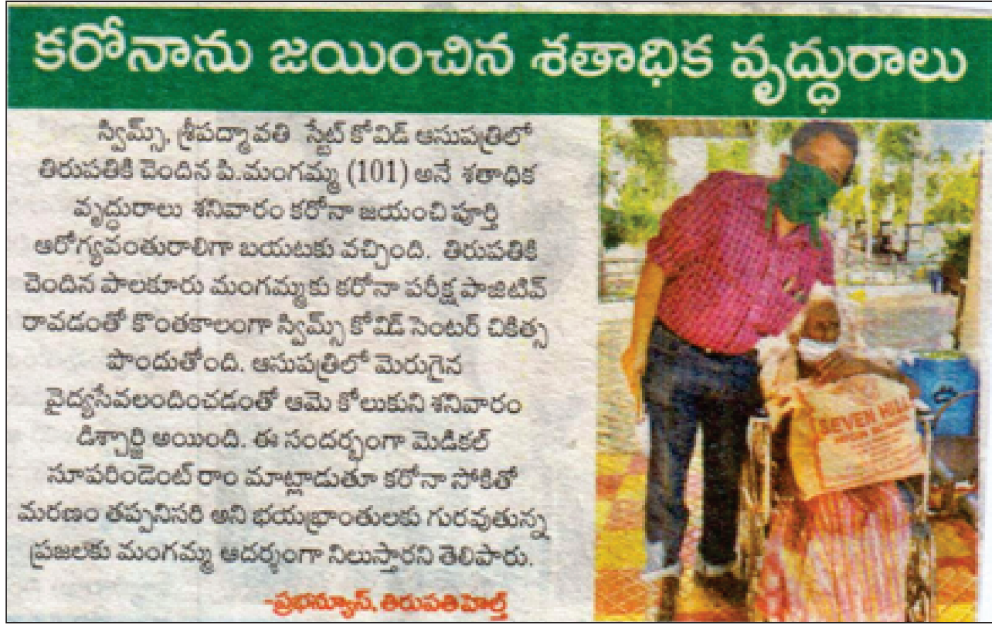 కరోనాను జయించిన శతాధిక వృద్ధురాలు
స్విమ్స్, శ్రీపద్మావతి స్టేట్ కోవిడ్ ఆసుపత్రిలో
తిరుపతికి చెందిన పి.మంగమ్మ (101) అనే శతాధిక
వృద్ధురాలు శనివారం కరోనా జయించి పూర్తి
ఆరోగ్యవంతురాలిగా బయటకు వచ్చింది. తిరుపతికి
చెందిన పాలకూరు మంగమ్మకు కరోనా పరీక్ష పాజిటివ్
రావడంతో కొంతకాలంగా స్విమ్స్ కోవిడ్ సెంటర్ చికిత్స
పొందుతోంది. ఆసుపత్రిలో మెరుగైన
వైద్యసేవలందించడంతో ఆమె కోలుకుని శనివారం
డిశ్చార్జి అయింది. ఈ సందర్భంగా మెడికల్
సూపరిండెంట్ రాం మాట్లాడుతూ కరోనా సోకితో
మరణం తప్పనిసరి అని భయభ్రాంతులకు గురవుతున్న
ప్రజలకు మంగమ్మ ఆదర్శంగా నిలుస్తారని తెలిపారు.
-ప్రభన్యూస్, తిరుపతి హెల్త్
SEVEN HILLS